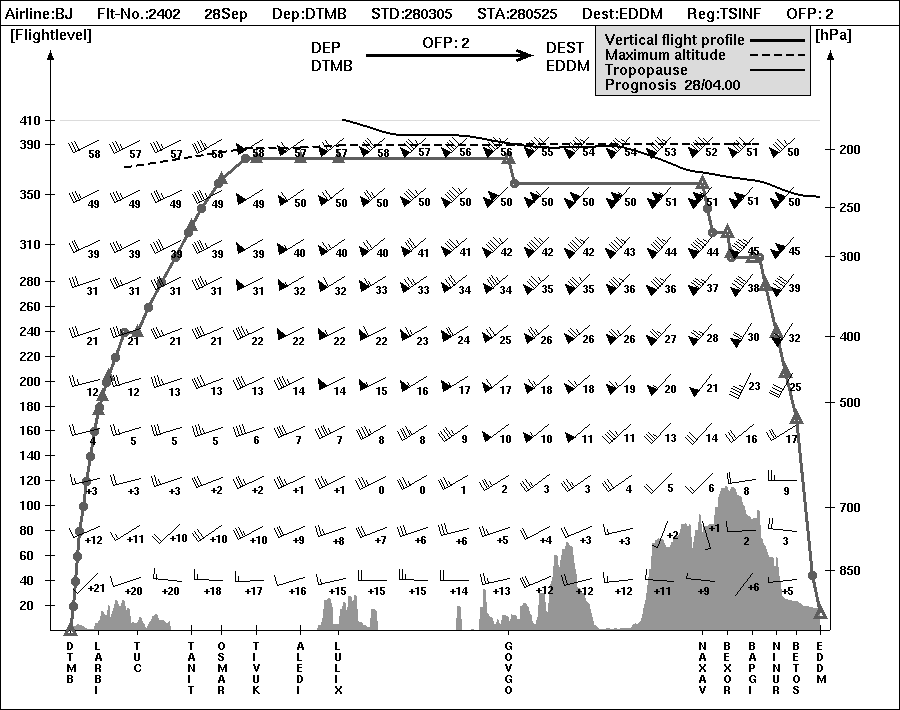 Airline:BJ Flt-No.:2402 28Sep Dep:DTMB STD:280305 STA:280525 Dest:EDDM Reg:TSINF OFP: 2
[Flightlevel] OFP: 2 [hPa]
DEP DEST
DTMB EDDM
Vertical flight profile
Maximum altitude
Tropopause
Prognosis 28/04.00
410
390 58 57 57 58 58 57 57 58 57 56 56 55 54 54 53 52 51 50 200
350 49 49 49 49 49 50 50 50 50 50 50 50 50 50 51 51 51 50 250
310 39 39 39 39 39 40 40 40 41 41 42 42 42 43 44 44 45 45 300
280 31 31 31 31 31 32 32 33 33 34 34 35 35 36 36 37 38 39
260
240 21 21 21 21 22 22 22 22 23 24 25 26 26 26 27 28 30 32 400
220
200 12 12 13 13 13 14 14 15 16 17 17 18 18 19 20 21 23 25
180 500
160 4 5 5 5 6 7 7 8 8 9 10 10 11 11 13 14 16 17
140
120 +3 +3 +3 +2 +2 +1 +1 0 0 1 2 3 3 4 5 6 8 9
100 700
80 +12 +11 +10 +10 +10 +9 +8 +7 +6 +6 +5 +4 +3 +3 +2 +1 2 3
60
40 +21 +20 +20 +18 +17 +16 +15 +15 +15 +14 +13 +12 +12 +12 +11 +9 +6 +5 850
20
DTMB LARBI TUC TANIT OSMAR TIVUK ALEDI LULIX GOVGO NAXAV BEXOR BAPGI NINUR BETOS EDDM